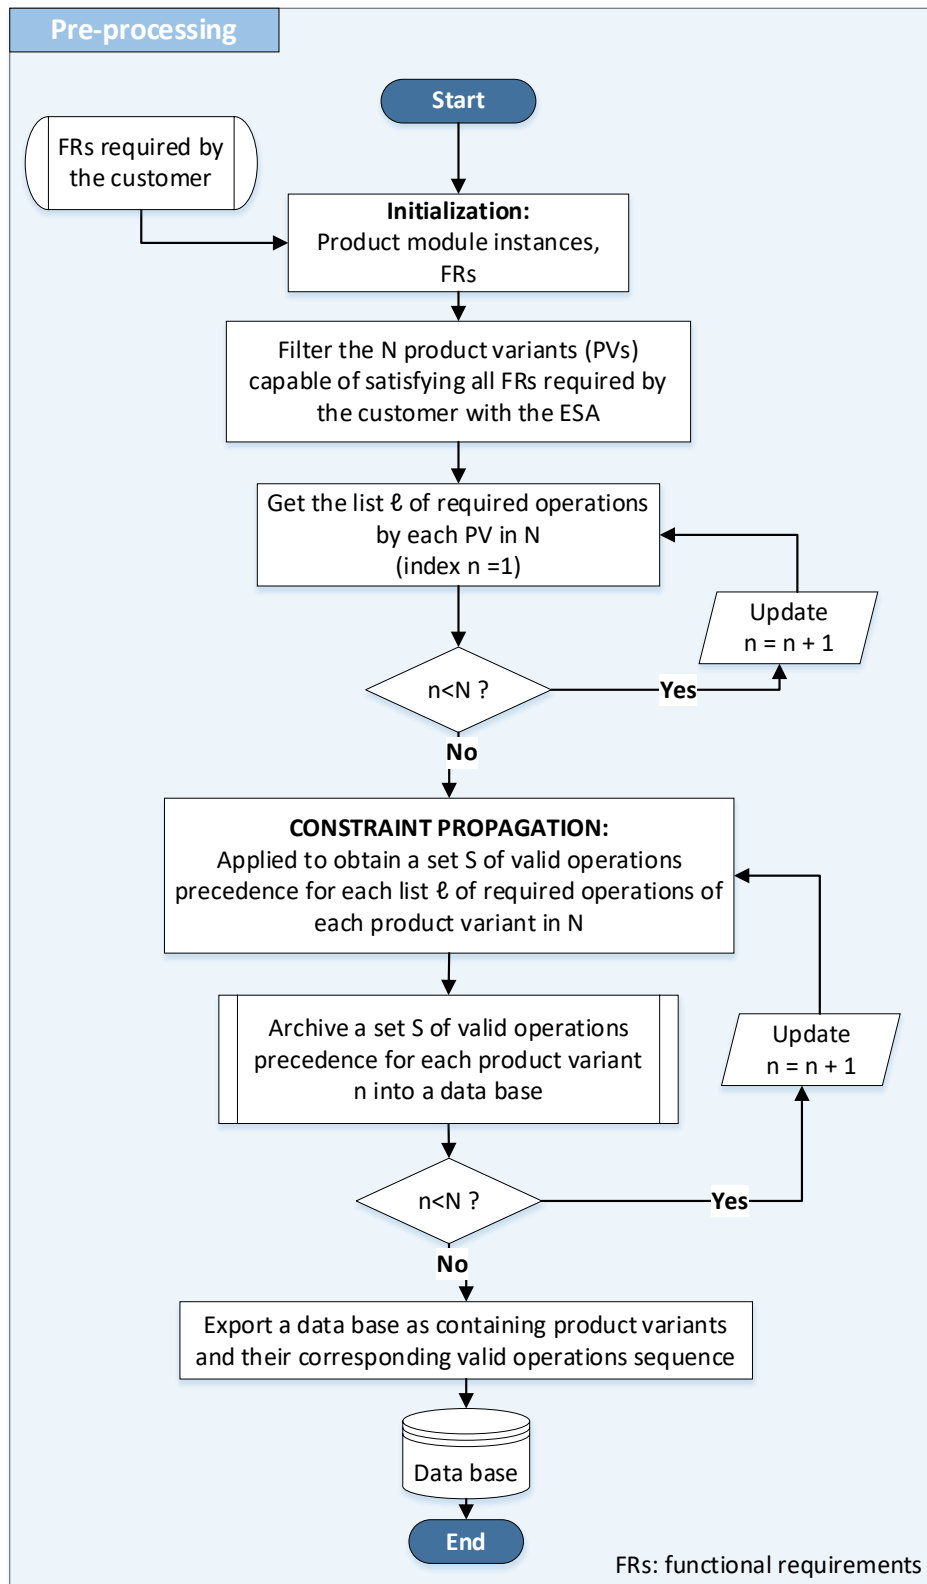 Pre-processing
Start
FRs required by
the customer
Initialization:
Product module instances,
FRs
Filter the N product variants (PVs)
capable of satisfying all FRs required by
the customer with the ESA
Get the list ℓ of required operations
by each PV in N
(index n =1)
Update
n = n + 1
n<N ?
Yes
No
CONSTRAINT PROPAGATION:
Applied to obtain a set S of valid operations
precedence for each list ℓ of required operations of
each product variant in N
Archive a set S of valid operations
precedence for each product variant
n into a data base
Update
n = n + 1
n<N ?
Yes
No
Export a data base as containing product variants
and their corresponding valid operations sequence
Data base
End
FRs: functional requirements